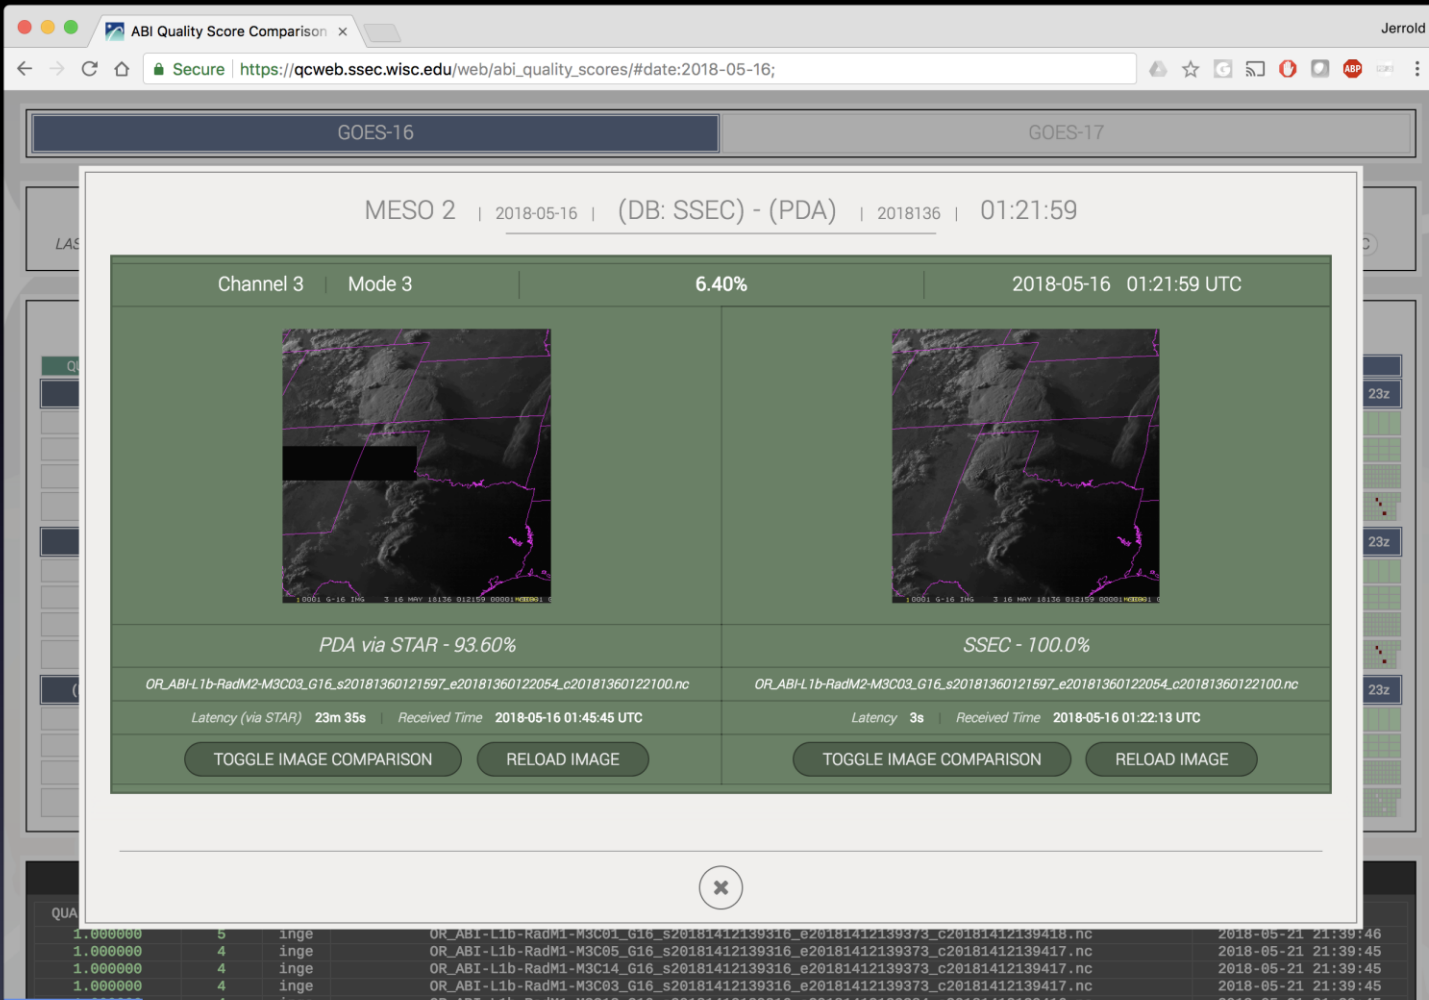 ABI Quality Score Comparison
Jerrold
Secure
https://qcweb.ssec.wisc.edu/web/abi_quality_scores/#date:2018-05-16;
ABP
GOES-16
GOES-17
MESO 2 | 2018-05-16 | (DB: SSEC) - (PDA) | 2018136 | 01:21:59
LAS
C
Channel 3 | Mode 3
6.40%
2018-05-16 01:21:59 UTC
QU
23z
23z
23z
PDA via STAR - 93.60%
SSEC - 100.0%
OR_ABI-L1b-RadM2-M3C03_G16_s20181360121597_e20181360122054_c20181360122100.nc
OR_ABI-L1b-RadM2-M3C03_G16_s20181360121597_e20181360122054_c20181360122100.nc
Latency (via STAR) 23m 35s | Received Time 2018-05-16 01:45:45 UTC
Latency 3s | Received Time 2018-05-16 01:22:13 UTC
TOGGLE IMAGE COMPARISON
RELOAD IMAGE
TOGGLE IMAGE COMPARISON
RELOAD IMAGE
QUA
1.000000 5 inge OR_ABI-L1b-RadM1-M3C01_G16_s20181412139316_e20181412139373_c20181412139418.nc 2018-05-21 21:39:46
1.000000 4 inge OR_ABI-L1b-RadM1-M3C05_G16_s20181412139316_e20181412139373_c20181412139417.nc 2018-05-21 21:39:45
1.000000 4 inge OR_ABI-L1b-RadM1-M3C14_G16_s20181412139316_e20181412139373_c20181412139417.nc 2018-05-21 21:39:45
1.000000 4 inge OR_ABI-L1b-RadM1-M3C03_G16_s20181412139316_e20181412139373_c20181412139417.nc 2018-05-21 21:39:45